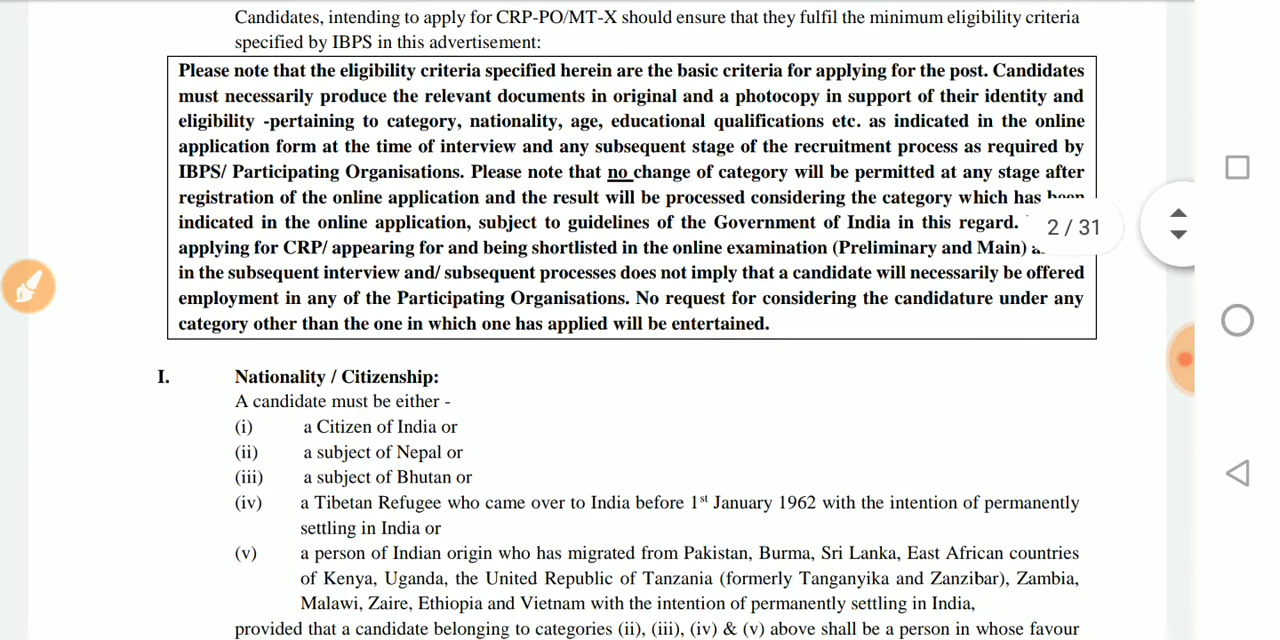 Candidates, intending to apply for CRP-PO/MT-X should ensure that they fulfil the minimum eligibility criteria
specified by IBPS in this advertisement:
Please note that the eligibility criteria specified herein are the basic criteria for applying for the post. Candidates
must necessarily produce the relevant documents in original and a photocopy in support of their identity and
eligibility -pertaining to category, nationality, age, educational qualifications etc. as indicated in the online
application form at the time of interview and any subsequent stage of the recruitment process as required by
IBPS/ Participating Organisations. Please note that no change of category will be permitted at any stage after
registration of the online application and the result will be processed considering the category which has been
indicated in the online application, subject to guidelines of the Government of India in this regard.
2 / 31
applying for CRP/ appearing for and being shortlisted in the online examination (Preliminary and Main)
in the subsequent interview and/ subsequent processes does not imply that a candidate will necessarily be offered
employment in any of the Participating Organisations. No request for considering the candidature under any
category other than the one in which one has applied will be entertained.
I. Nationality / Citizenship:
A candidate must be either -
(i) a Citizen of India or
(ii) a subject of Nepal or
(iii) a subject of Bhutan or
(iv) a Tibetan Refugee who came over to India before 1st January 1962 with the intention of permanently
settling in India or
(v) a person of Indian origin who has migrated from Pakistan, Burma, Sri Lanka, East African countries
of Kenya, Uganda, the United Republic of Tanzania (formerly Tanganyika and Zanzibar), Zambia,
Malawi, Zaire, Ethiopia and Vietnam with the intention of permanently settling in India,
provided that a candidate belonging to categories (ii), (iii), (iv) & (v) above shall be a person in whose favour